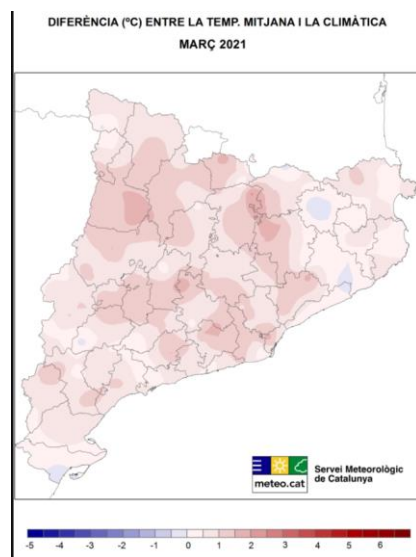 DIFERÈNCIA (ºC) ENTRE LA TEMP. MITJANA I LA CLIMÀTICA
MARÇ 2021
meteo.cat
Servei Meteorològic
de Catalunya
-5 -4 -3 -2 -1 0 1 2 3 4 5 6